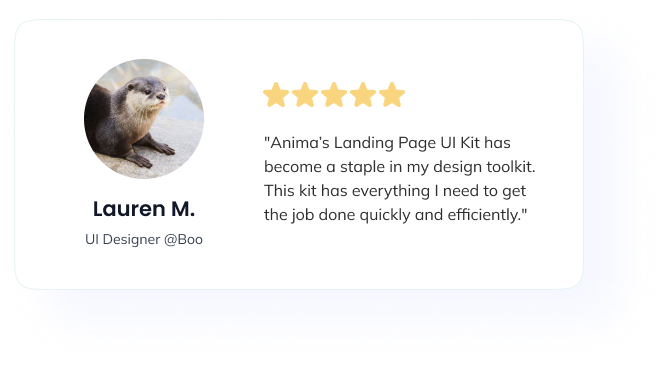 "Anima's Landing Page UI Kit has
become a staple in my design toolkit.
This kit has everything I need to get
the job done quickly and efficiently."
Lauren M.
UI Designer @Boo